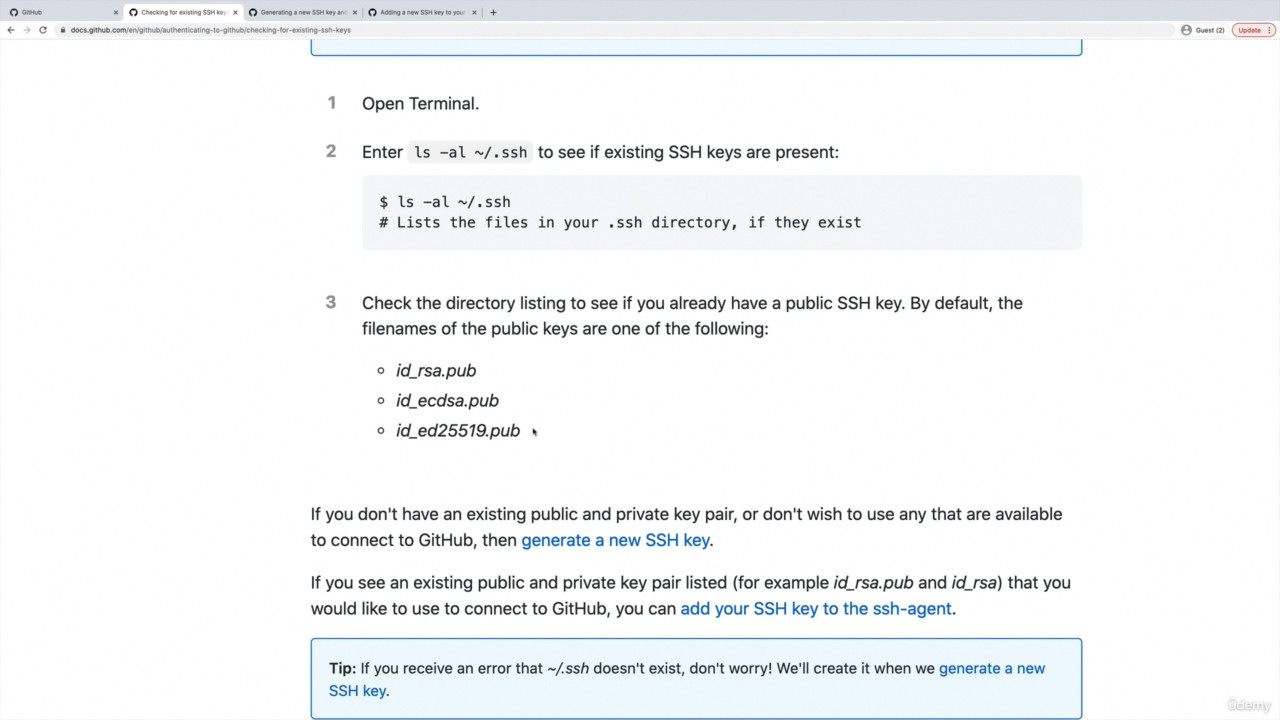 GitHub
Checking for existing SSH key
Generating a new SSH key and
Adding a new SSH key to your
docs.github.com/en/github/authenticating-to-github/checking-for-existing-ssh-keys
Guest (2)
Update
1 Open Terminal.
2 Enter ls -al ~/.ssh to see if existing SSH keys are present:
$ ls -al ~/.ssh
# Lists the files in your .ssh directory, if they exist
3 Check the directory listing to see if you already have a public SSH key. By default, the
filenames of the public keys are one of the following:
id_rsa.pub
id_ecdsa.pub
id_ed25519.pub
If you don't have an existing public and private key pair, or don't wish to use any that are available
to connect to GitHub, then generate a new SSH key.
If you see an existing public and private key pair listed (for example id_rsa.pub and id_rsa) that you
would like to use to connect to GitHub, you can add your SSH key to the ssh-agent.
Tip: If you receive an error that ~/.ssh doesn't exist, don't worry! We'll create it when we generate a new
SSH key.
ûdemy